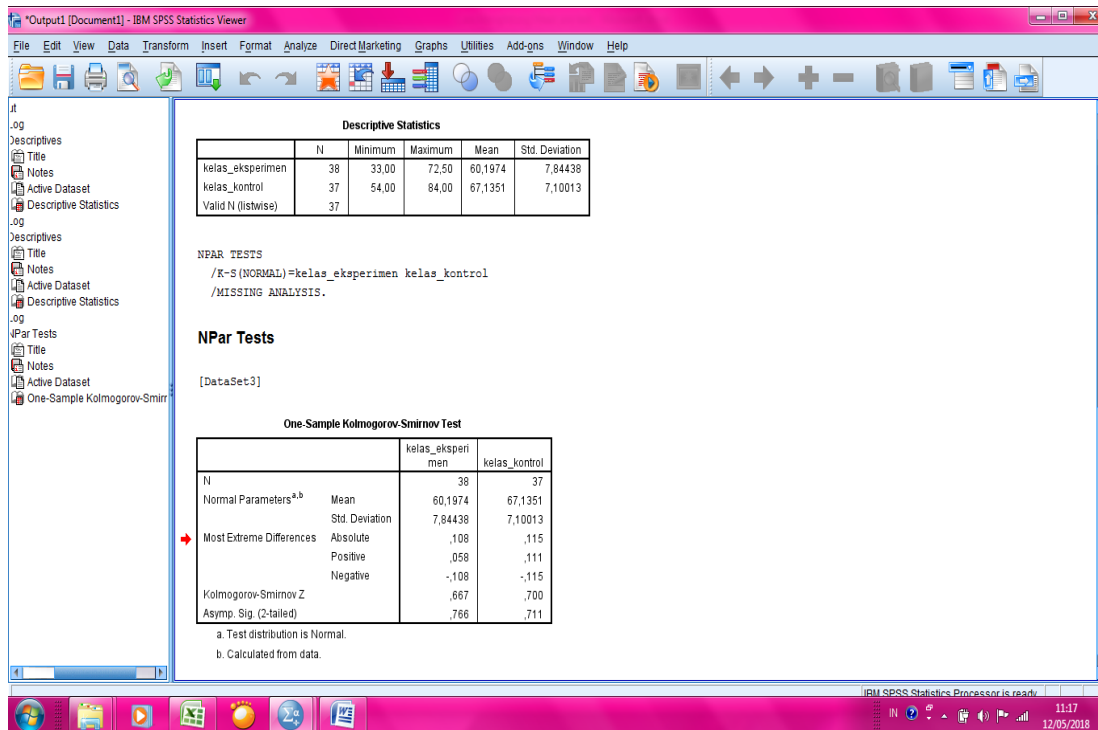 *Output1 [Document1] - IBM SPSS Statistics Viewer
File Edit View Data Transform Insert Format Analyze Direct Marketing Graphs Utilities Add-ons Window Help
Log
Descriptives
Title
Notes
Active Dataset
Descriptive Statistics
Log
Descriptives
Title
Notes
Active Dataset
Descriptive Statistics
Log
NPar Tests
Title
Notes
Active Dataset
One-Sample Kolmogorov-Smirr
Descriptive Statistics
N Minimum Maximum Mean Std. Deviation
kelas_eksperimen 38 33,00 72,50 60,1974 7,84438
kelas_kontrol 37 54,00 84,00 67,1351 7,10013
Valid N (listwise) 37
NPAR TESTS
/K-S(NORMAL)=kelas_eksperimen kelas_kontrol
/MISSING ANALYSIS.
NPar Tests
[DataSet3]
One-Sample Kolmogorov-Smirnov Test
kelas_eksperi
men kelas_kontrol
N 38 37
Normal Parameters a,b Mean 60,1974 67,1351
Std. Deviation 7,84438 7,10013
Most Extreme Differences Absolute ,108 ,115
Positive ,058 ,111
Negative -,108 -,115
Kolmogorov-Smirnov Z ,667 ,700
Asymp. Sig. (2-tailed) ,766 ,711
a. Test distribution is Normal.
b. Calculated from data.
IBM SPSS Statistics Processor is ready
IN 11:17
12/05/2018